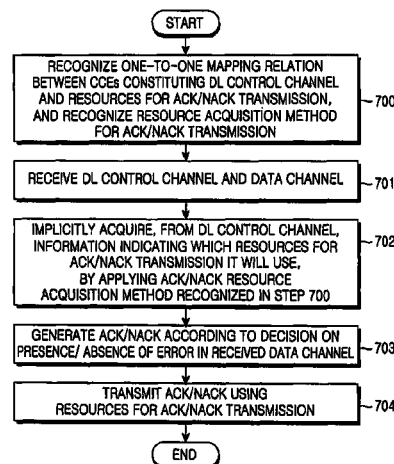 START
RECOGNIZE ONE-TO-ONE MAPPING RELATION
BETWEEN CCEs CONSTITUTING DL CONTROL CHANNEL
AND RESOURCES FOR ACK/NACK TRANSMISSION,
AND RECOGNIZE RESOURCE ACQUISITION METHOD
FOR ACK/NACK TRANSMISSION
700
RECEIVE DL CONTROL CHANNEL AND DATA CHANNEL
701
IMPLICITLY ACQUIRE, FROM DL CONTROL CHANNEL,
INFORMATION INDICATING WHICH RESOURCES FOR
ACK/NACK TRANSMISSION IT WILL USE,
BY APPLYING ACK/NACK RESOURCE
ACQUISITION METHOD RECOGNIZED IN STEP 700
702
GENERATE ACK/NACK ACCORDING TO DECISION ON
PRESENCE/ ABSENCE OF ERROR IN RECEIVED DATA CHANNEL
703
TRANSMIT ACK/NACK USING
RESOURCES FOR ACK/NACK TRANSMISSION
704
END